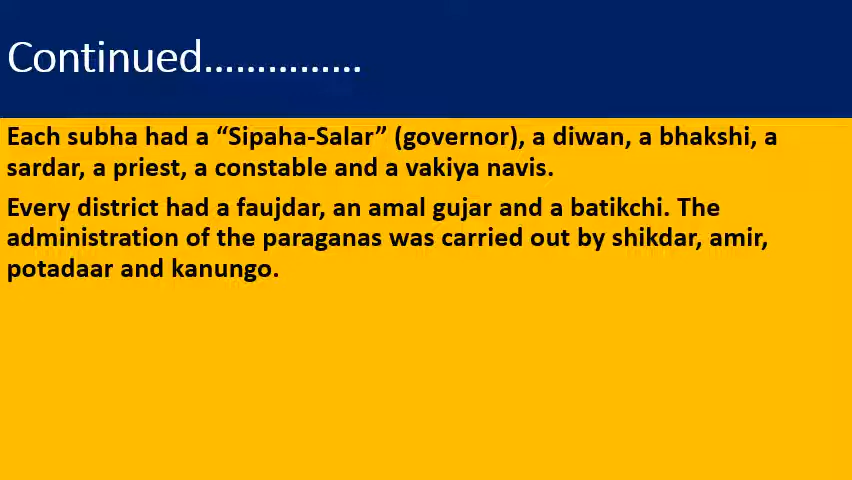 Continued……………
Each subha had a “Sipaha-Salar” (governor), a diwan, a bhakshi, a
sardar, a priest, a constable and a vakiya navis.
Every district had a faujdar, an amal gujar and a batikchi. The
administration of the paraganas was carried out by shikdar, amir,
potadaar and kanungo.